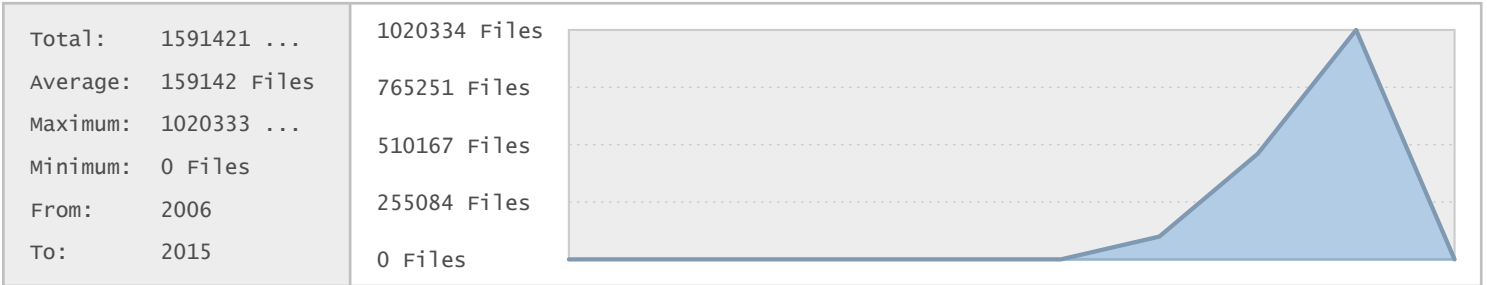 Total: 1591421 ...
Average: 159142 Files
Maximum: 1020333 ...
Minimum: 0 Files
From: 2006
To: 2015
1020334 Files
765251 Files
510167 Files
255084 Files
0 Files